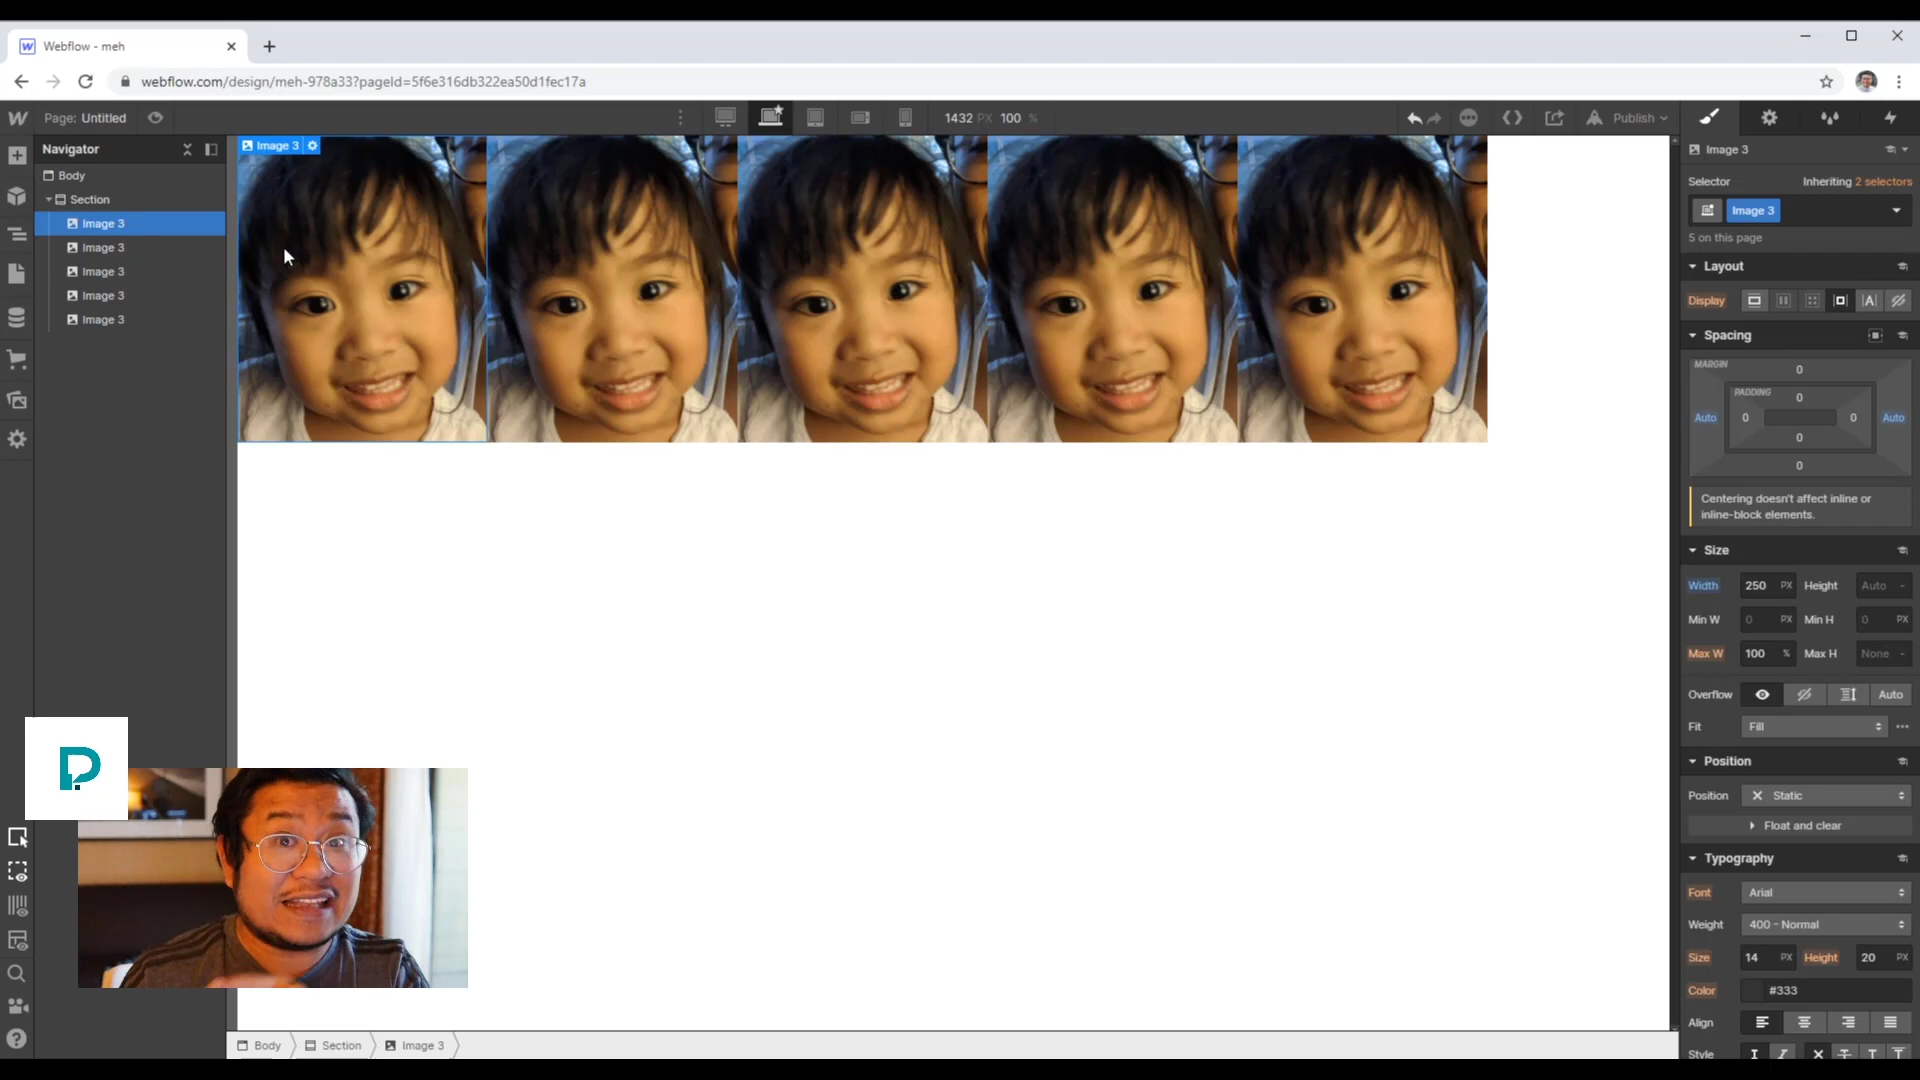 Webflow - meh
webflow.com/design/meh-978a33?pageId=5f6e316db322ea50d1fec17a
Page: Untitled
1432 PX 100 %
Publish
Navigator
Body
Section
Image 3
Image 3
Image 3
Image 3
Image 3
Image 3
Image 3
Selector
Inheriting 2 selectors
Image 3
5 on this page
Layout
Display
Spacing
MARGIN
0
PADDING
0
Auto
0
0
Auto
0
0
Centering doesn't affect inline or
inline-block elements.
Size
Width 250 PX Height Auto -
Min W 0 PX Min H 0 PX
Max W 100 % Max H None -
Overflow Auto
Fit Fill
Position
Position Static
Float and clear
Typography
Font Arial
Weight 400 - Normal
Size 14 PX Height 20 PX
Color #333
Align
Style
Body Section Image 3